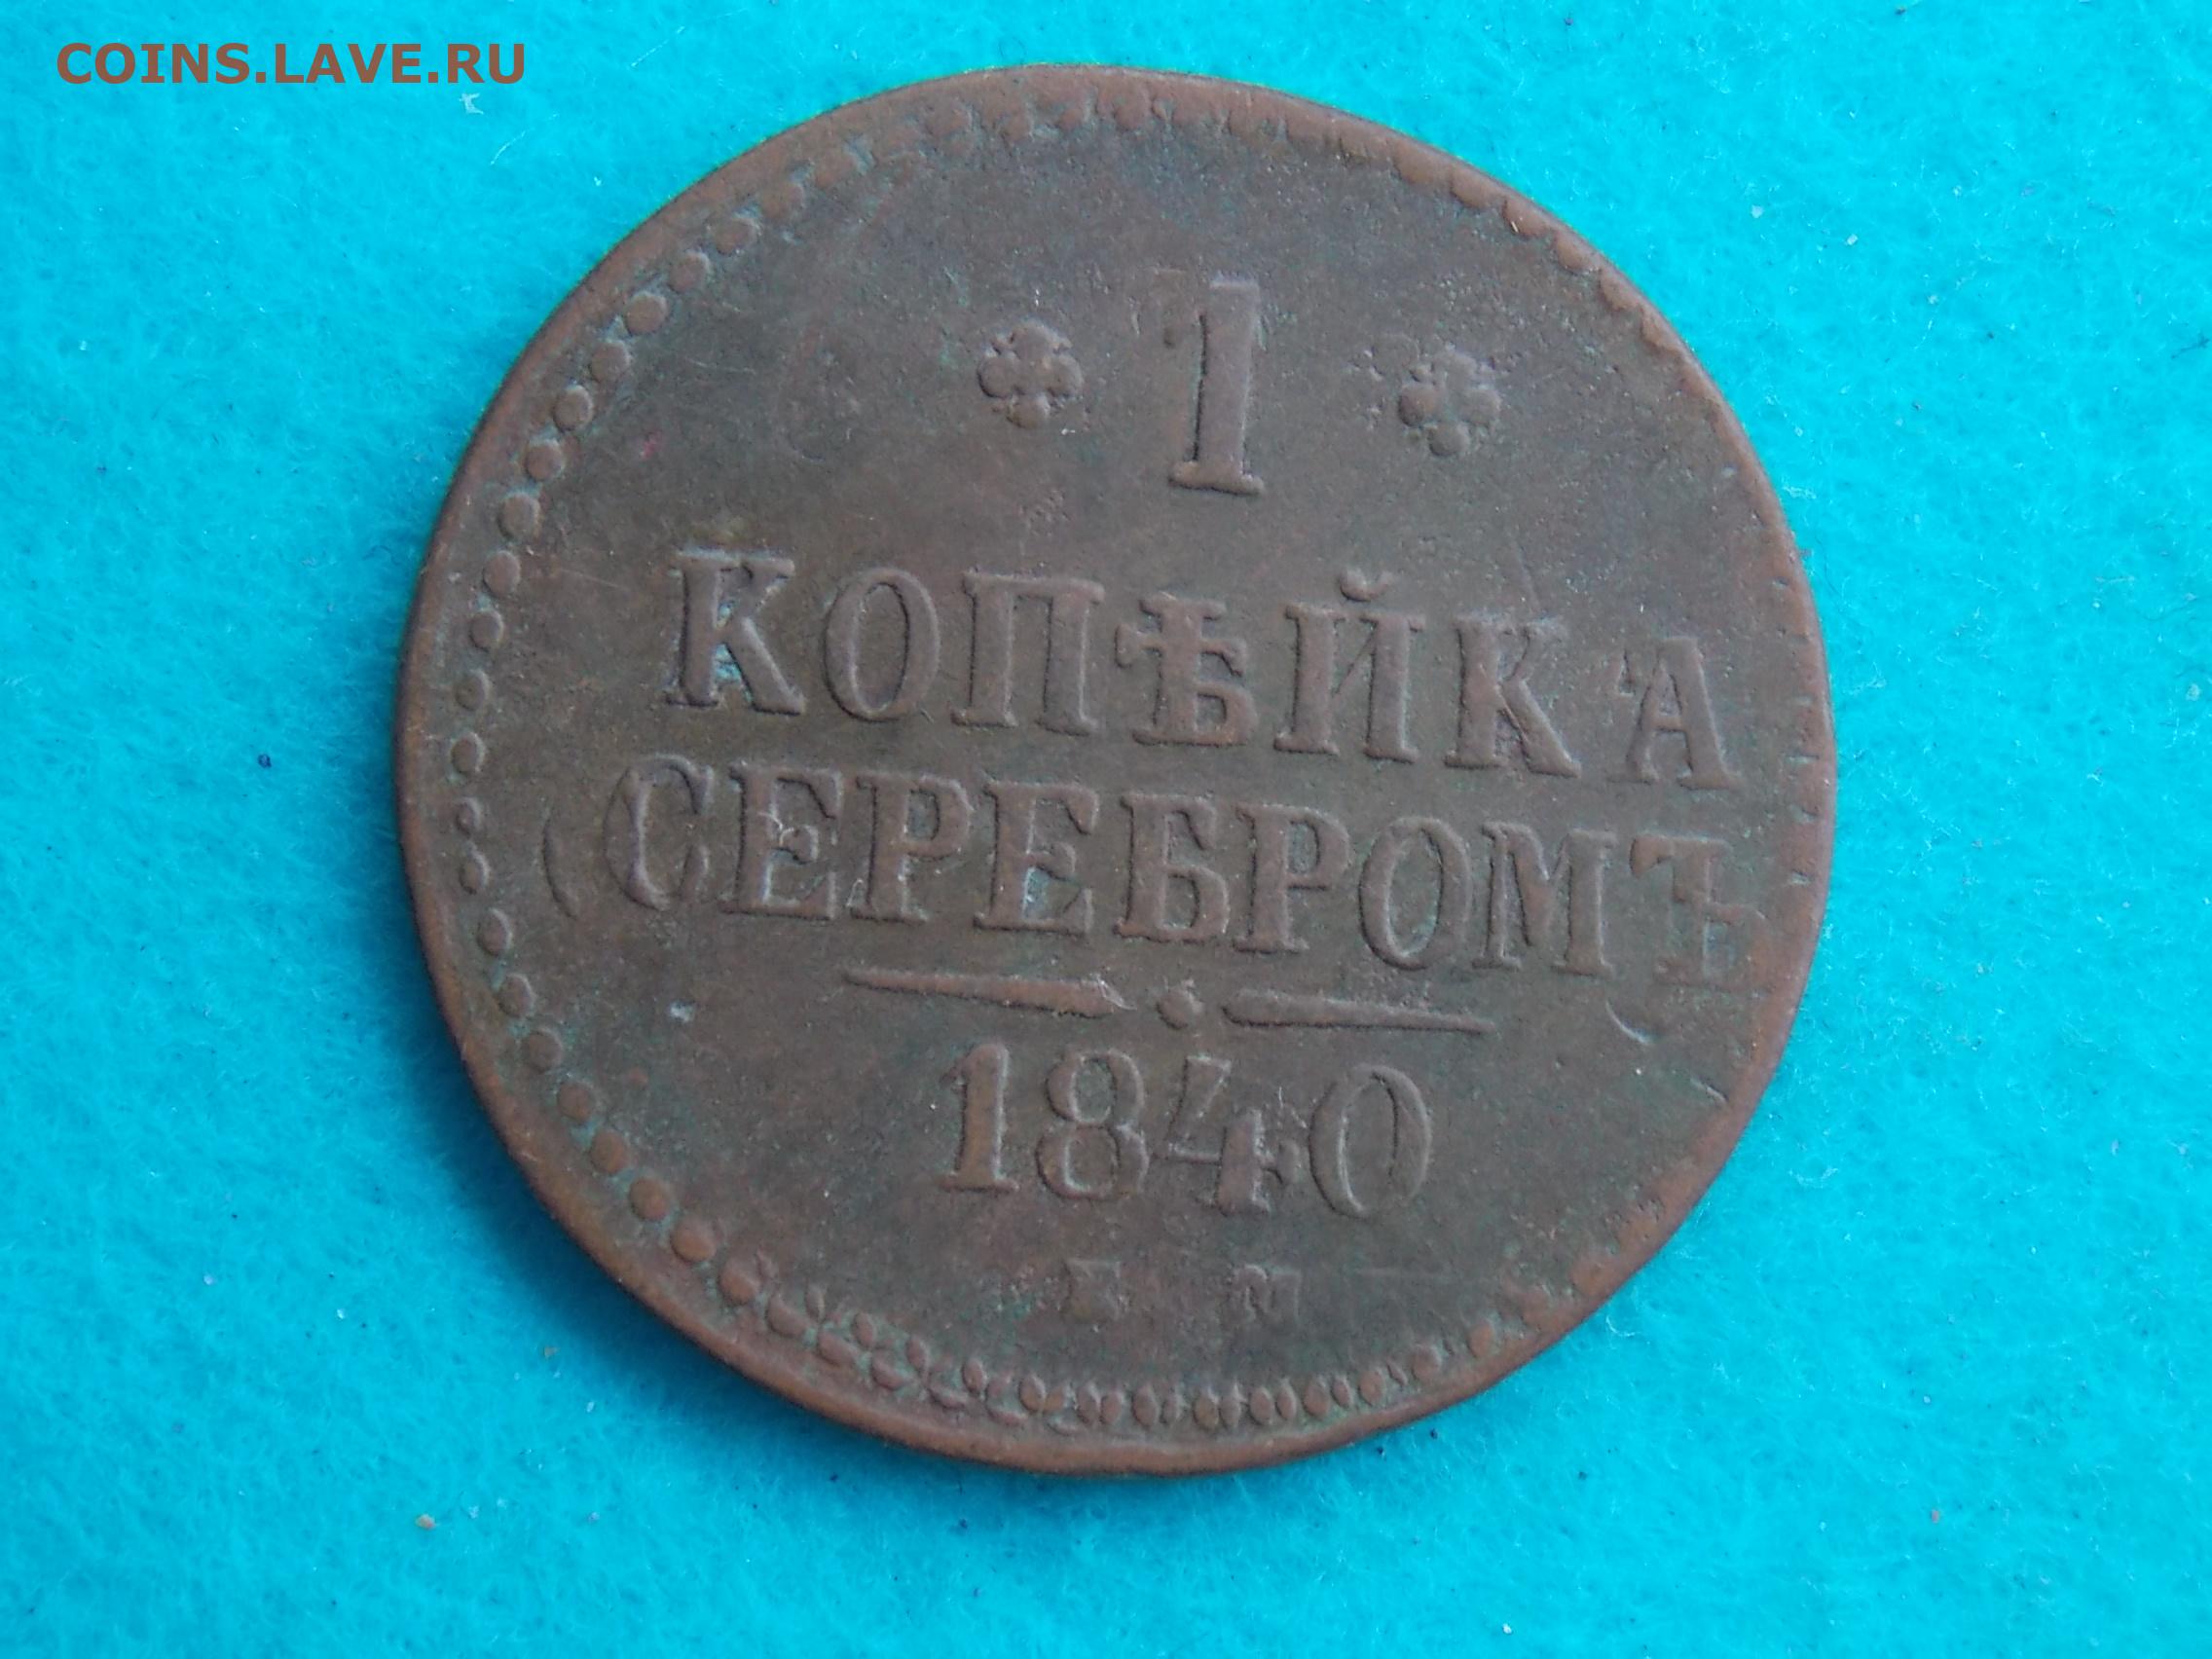 COINS.LAVE.RU
1
КОПѢЙКА
СЕРЕБРОМЪ
1840